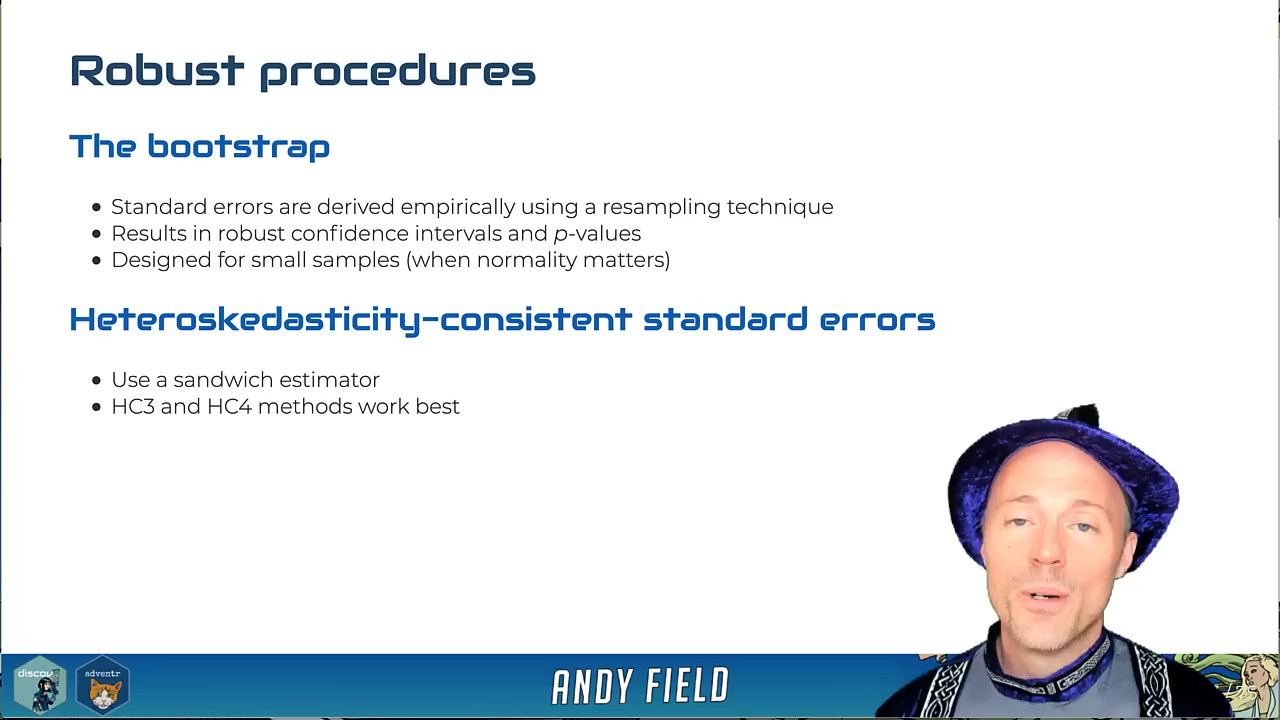 Robust procedures
The bootstrap
Standard errors are derived empirically using a resampling technique
Results in robust confidence intervals and p-values
Designed for small samples (when normality matters)
Heteroskedasticity-consistent standard errors
Use a sandwich estimator
HC3 and HC4 methods work best
discov
adventr
ANDY FIELD